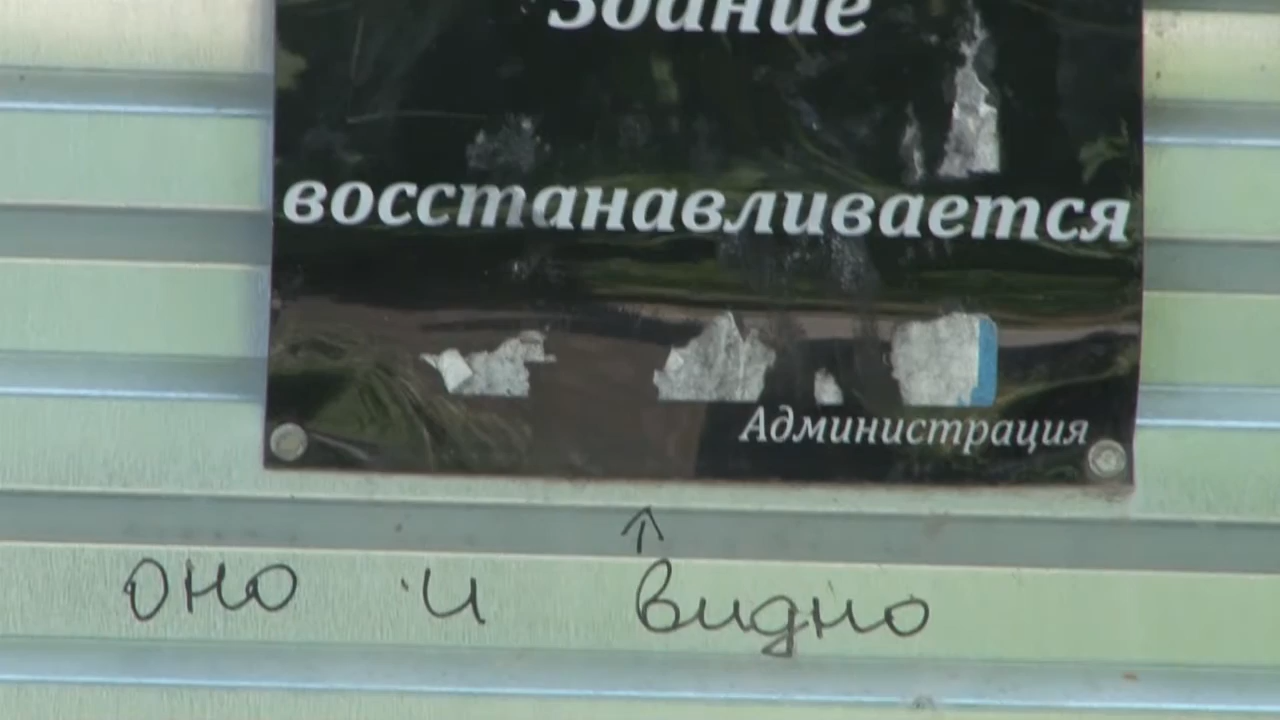 Здание
восстанавливается
Администрация
↑
оно и видно